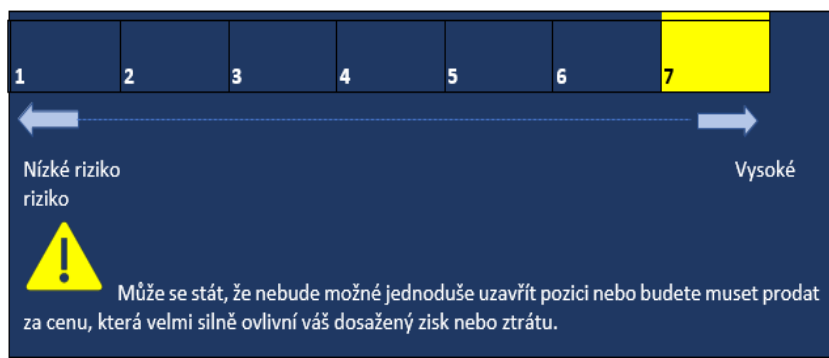 1 2 3 4 5 6 7
Nízké riziko Vysoké
riziko
Může se stát, že nebude možné jednoduše uzavřít pozici nebo budete muset prodat
za cenu, která velmi silně ovlivní váš dosažený zisk nebo ztrátu.